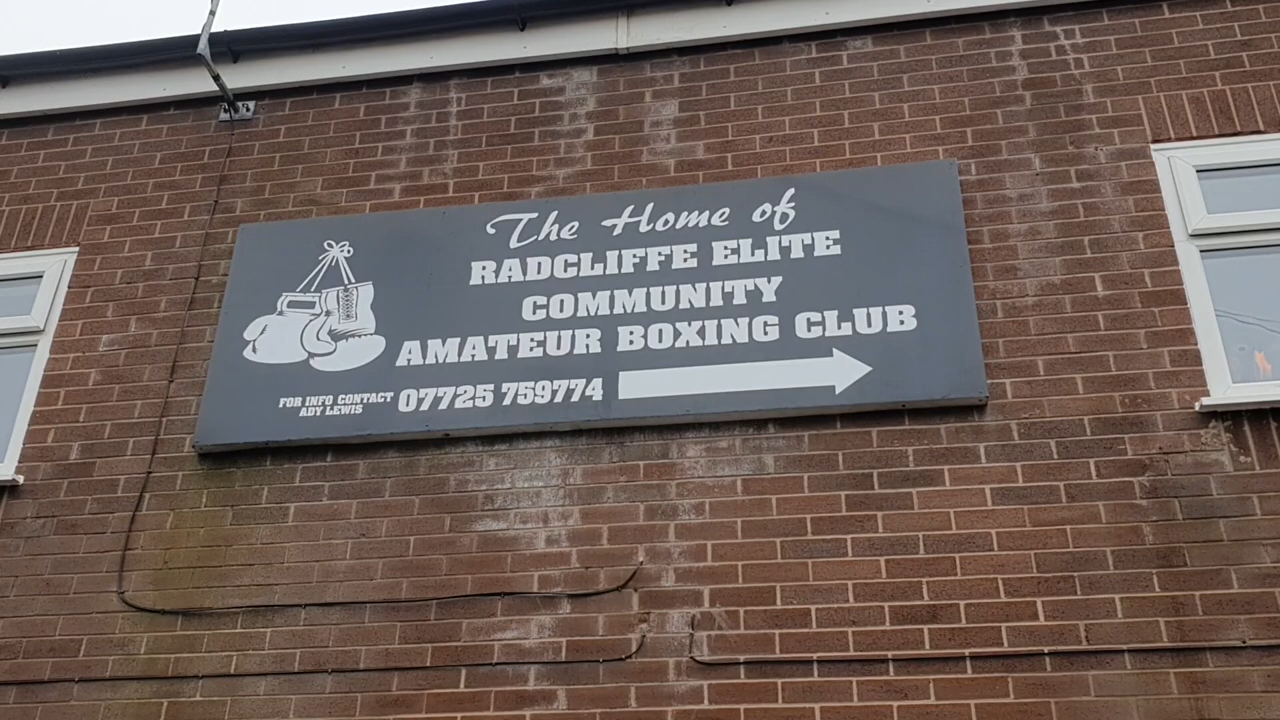 The Home of
RADCLIFFE ELITE
COMMUNITY
AMATEUR BOXING CLUB
FOR INFO CONTACT
ADY LEWIS
07725 759774